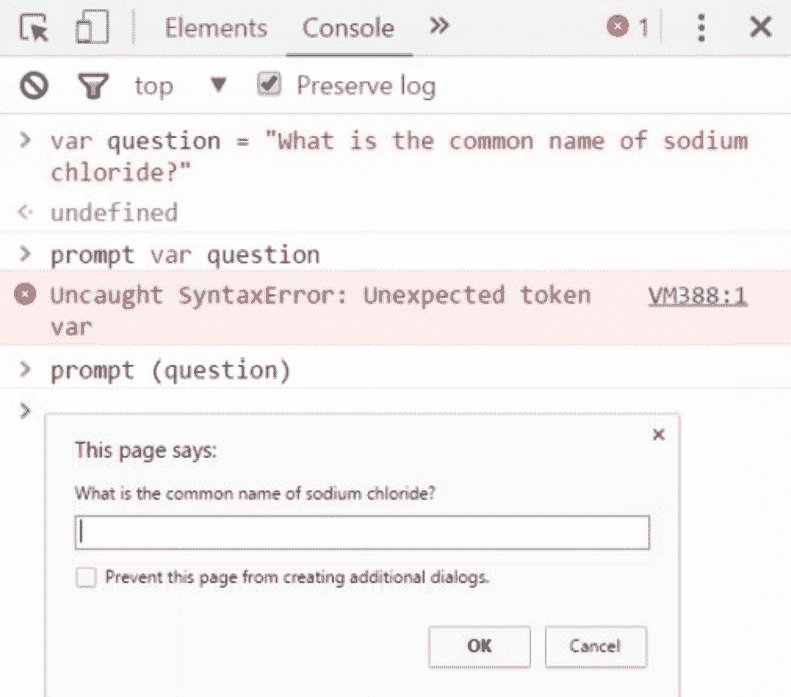 Elements Console » 1
top ▼ Preserve log
> var question = "What is the common name of sodium
chloride?"
<· undefined
> prompt var question
Uncaught SyntaxError: Unexpected token VM388:1
var
> prompt (question)
>
This page says:
What is the common name of sodium chloride?
Prevent this page from creating additional dialogs.
OK Cancel